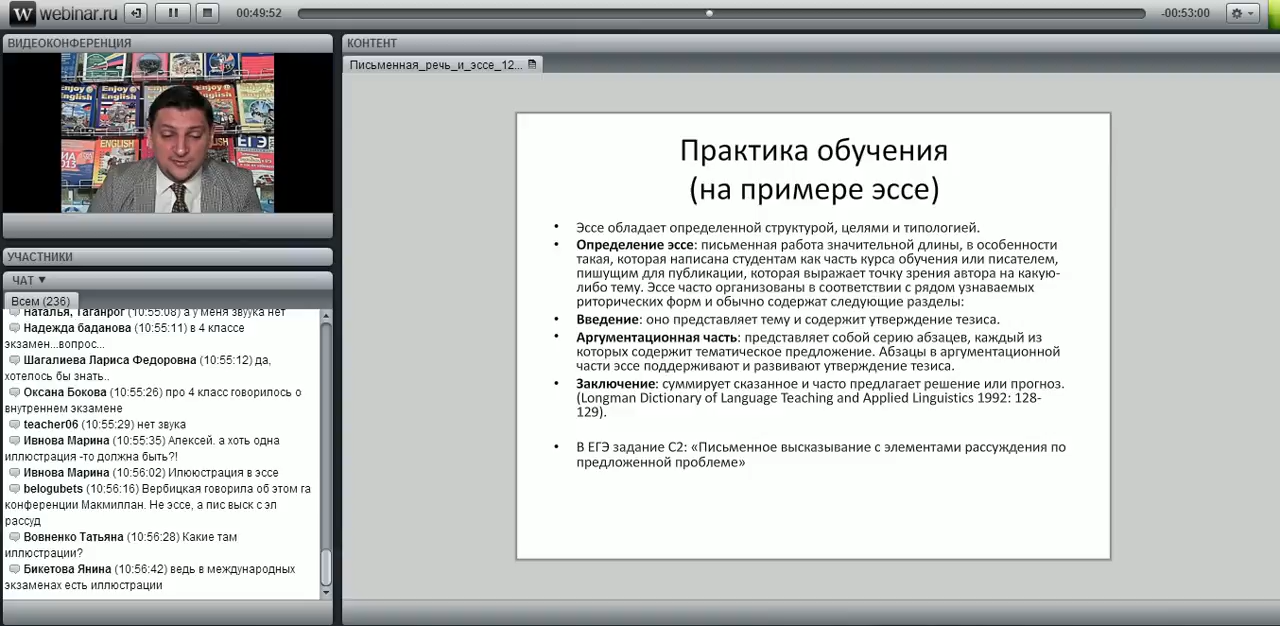 webinar.ru
00:49:52
-00:53:00
ВИДЕОКОНФЕРЕНЦИЯ
Enjoy English
Enjoy English
ENGLISH
ЕГЭ
2013
УЧАСТНИКИ
ЧАТ ▼
Всем (236)
Наталья, Таганрог (10:55:08) а у меня звуука нет
Надежда баданова (10:55:11) в 4 классе
экзамен...вопрос...
Шагалиева Лариса Федоровна (10:55:12) да,
хотелось бы знать..
Оксана Бокова (10:55:26) про 4 класс говорилось о
внутреннем экзамене
teacher06 (10:55:29) нет звука
Ивнова Марина (10:55:35) Алексей. а хоть одна
иллюстрация -то должна быть?!
Ивнова Марина (10:56:02) Илюострация в эссе
belogubets (10:56:16) Вербицкая говорила об этом га
конференции Макмиллан. Не эссе, а пис выск с эл
рассуд
Вовненко Татьяна (10:56:28) Какие там
иллюстрации?
Бикетова Янина (10:56:42) ведь в международных
экзаменах есть иллюстрации
КОНТЕНТ
Письменная_речь_и_эссе_12...
Практика обучения
(на примере эссе)
• Эссе обладает определенной структурой, целями и типологией.
• Определение эссе: письменная работа значительной длины, в особенности
такая, которая написана студентам как часть курса обучения или писателем,
пишущим для публикации, которая выражает точку зрения автора на какую-
либо тему. Эссе часто организованы в соответствии с рядом узнаваемых
риторических форм и обычно содержат следующие разделы:
• Введение: оно представляет тему и содержит утверждение тезиса.
• Аргументационная часть: представляет собой серию абзацев, каждый из
которых содержит тематическое предложение. Абзацы в аргументационной
части эссе поддерживают и развивают утверждение тезиса.
• Заключение: суммирует сказанное и часто предлагает решение или прогноз.
(Longman Dictionary of Language Teaching and Applied Linguistics 1992: 128-
129).
• В ЕГЭ задание С2: «Письменное высказывание с элементами рассуждения по
предложенной проблеме»